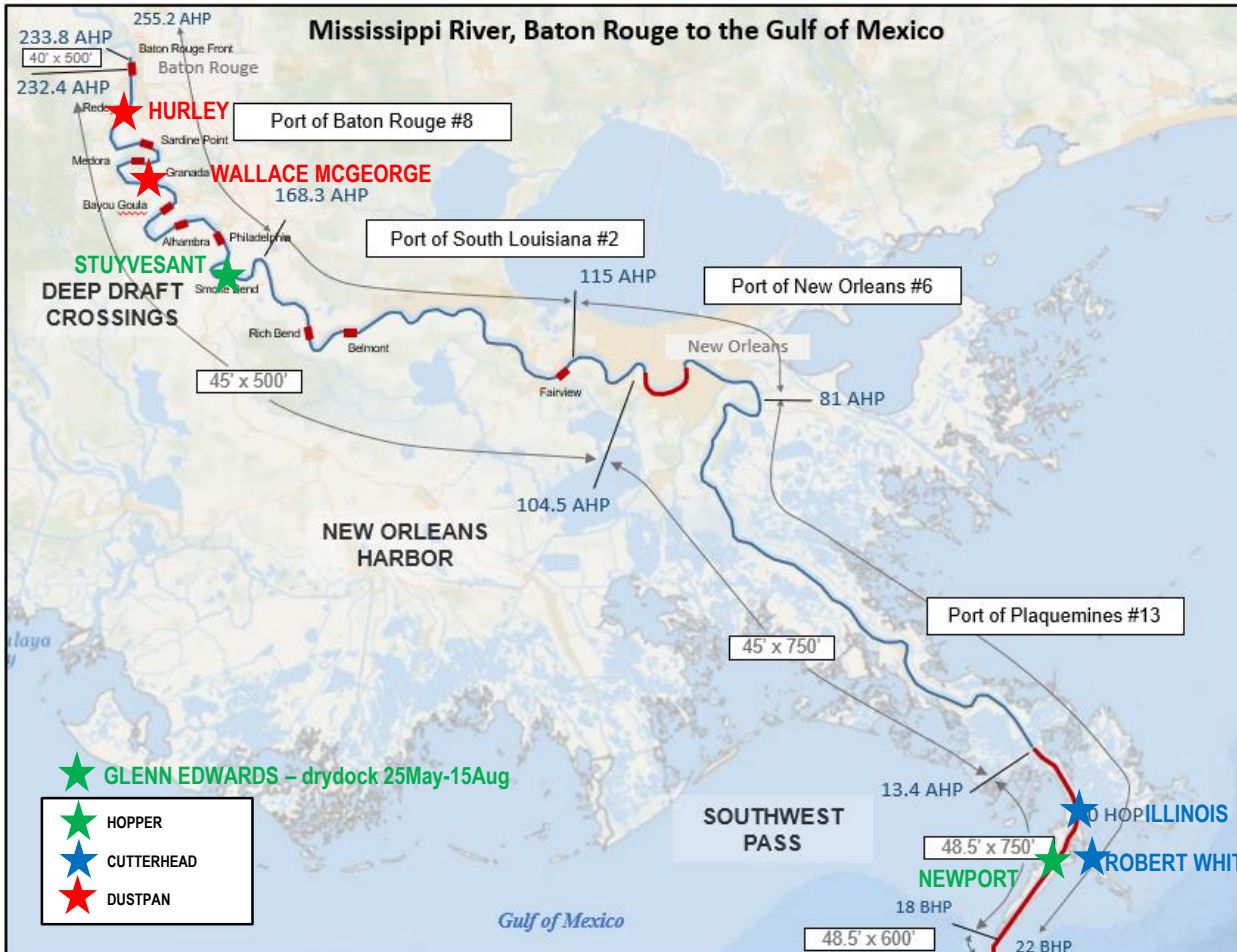 Mississippi River, Baton Rouge to the Gulf of Mexico
255.2 AHP
233.8 AHP
Baton Rouge Front
40' x 500'
Baton Rouge
232.4 AHP
HURLEY
Port of Baton Rouge #8
Sardine Point
Medora
Granada
WALLACE MCGEORGE
168.3 AHP
Bayou Goula
Alhambra
Philadelphia
Port of South Louisiana #2
STUYVESANT
115 AHP
Port of New Orleans #6
DEEP DRAFT
CROSSINGS
Rich Bend
Belmont
New Orleans
45' x 500'
Fairview
81 AHP
104.5 AHP
NEW ORLEANS
HARBOR
Port of Plaquemines #13
45' x 750'
GLENN EDWARDS – drydock 25May-15Aug
13.4 AHP
HOPPER
CUTTERHEAD
DUSTPAN
SOUTHWEST
PASS
0 HOP
ILLINOIS
48.5' x 750'
NEWPORT
ROBERT WHIT
18 BHP
Gulf of Mexico
48.5' x 600'
22 BHP